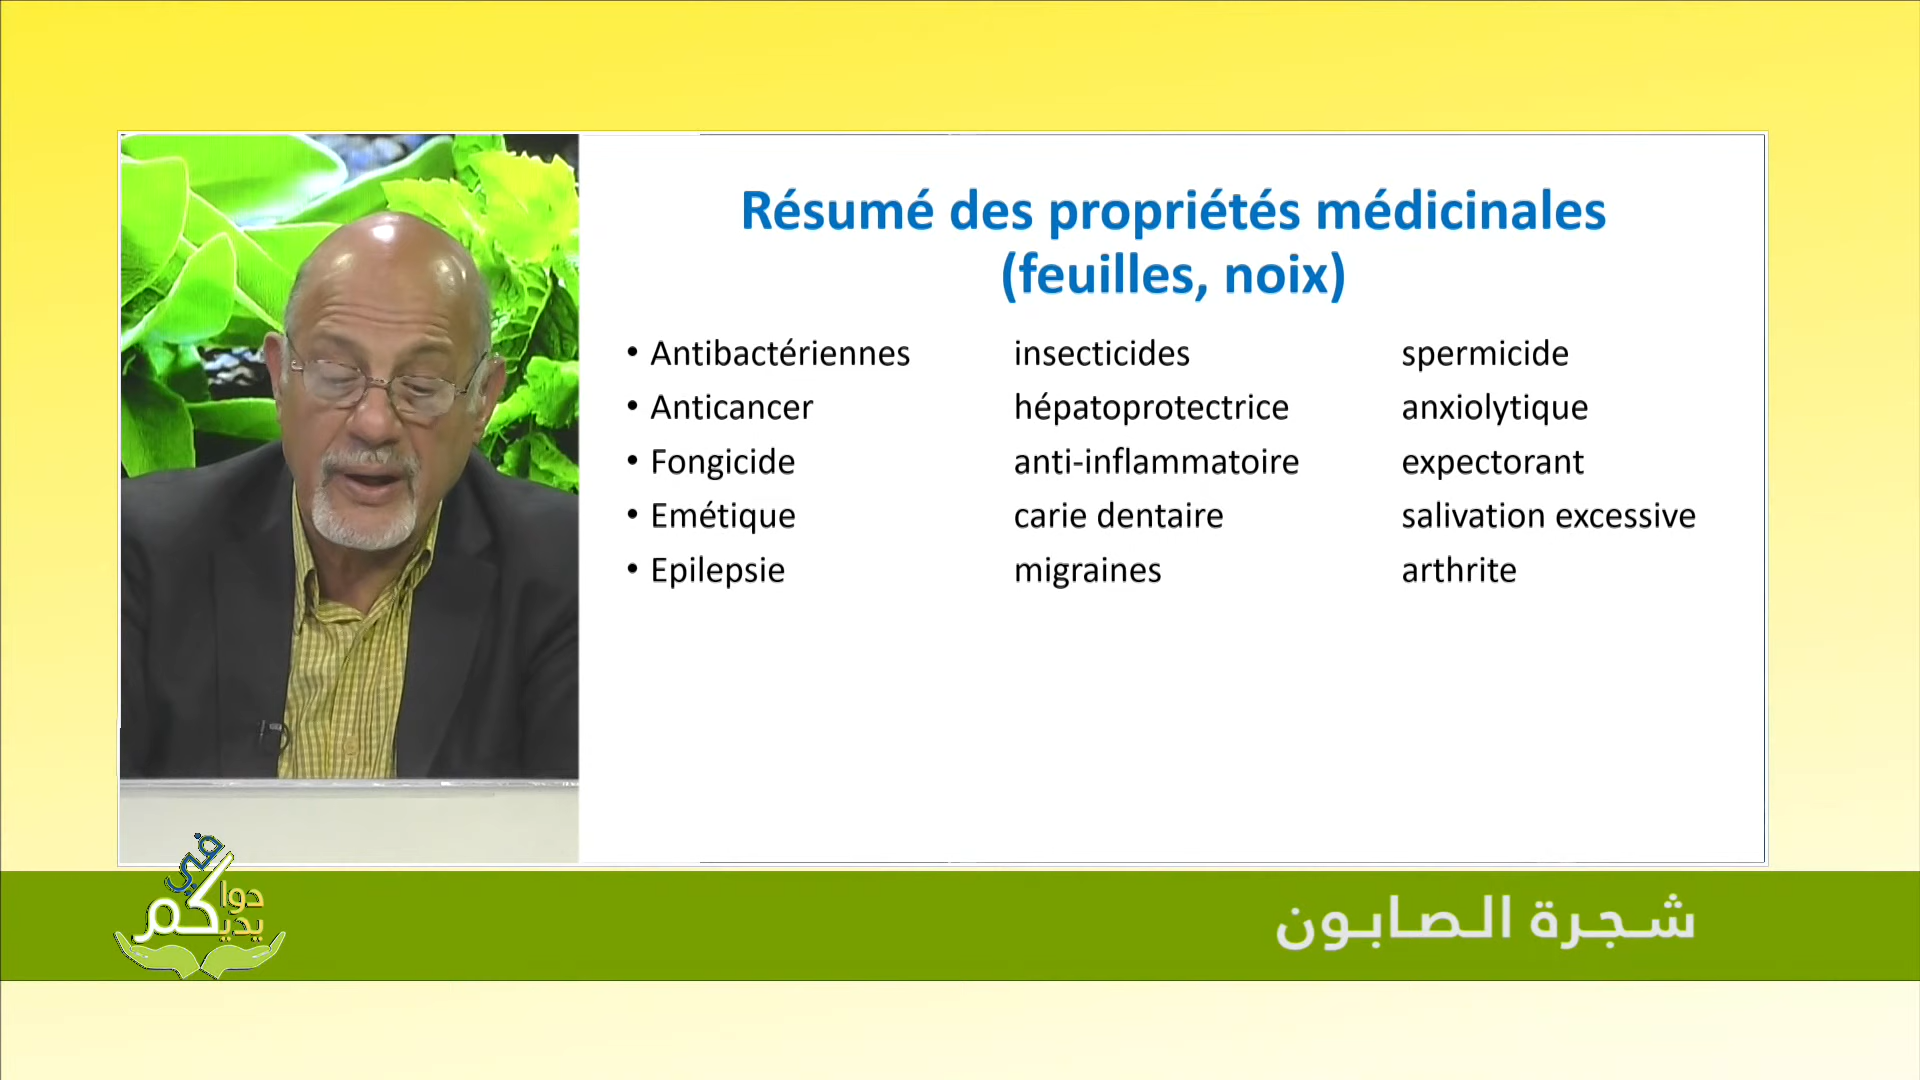 Résumé des propriétés médicinales
(feuilles, noix)
• Antibactériennes insecticides spermicide
• Anticancer hépatoprotectrice anxiolytique
• Fongicide anti-inflammatoire expectorant
• Emétique carie dentaire salivation excessive
• Epilepsie migraines arthrite
دواكم
في يديكم
شجرة الصابون